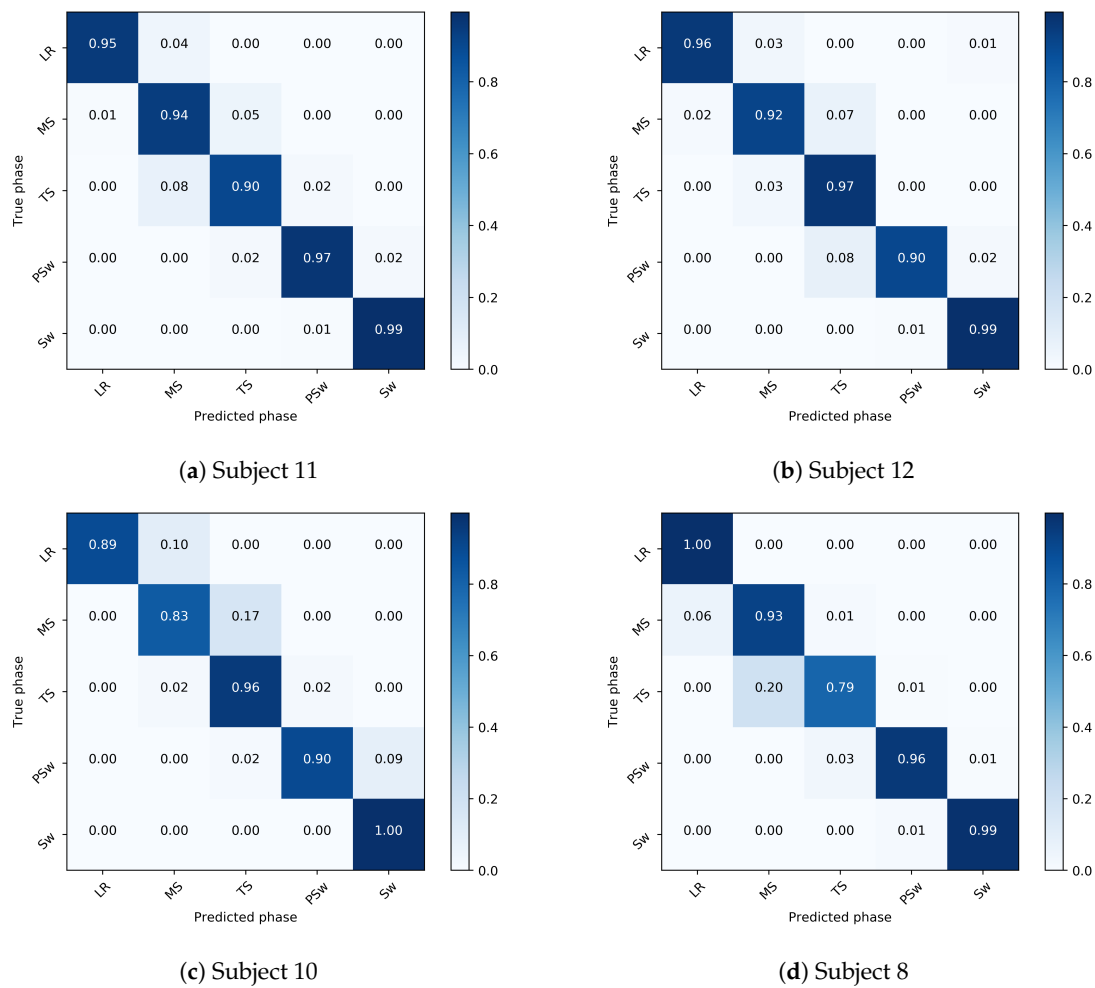 LR 0.95 0.04 0.00 0.00 0.00
MS 0.01 0.94 0.05 0.00 0.00
TS 0.00 0.08 0.90 0.02 0.00
PSw 0.00 0.00 0.02 0.97 0.02
Sw 0.00 0.00 0.00 0.01 0.99
True phase
LR MS TS PSw Sw
Predicted phase
0.8
0.6
0.4
0.2
0.0
(a) Subject 11
LR 0.96 0.03 0.00 0.00 0.01
MS 0.02 0.92 0.07 0.00 0.00
TS 0.00 0.03 0.97 0.00 0.00
PSw 0.00 0.00 0.08 0.90 0.02
Sw 0.00 0.00 0.00 0.01 0.99
True phase
LR MS TS PSw Sw
Predicted phase
0.8
0.6
0.4
0.2
0.0
(b) Subject 12
LR 0.89 0.10 0.00 0.00 0.00
MS 0.00 0.83 0.17 0.00 0.00
TS 0.00 0.02 0.96 0.02 0.00
PSw 0.00 0.00 0.02 0.90 0.09
Sw 0.00 0.00 0.00 0.00 1.00
True phase
LR MS TS PSw Sw
Predicted phase
0.8
0.6
0.4
0.2
0.0
(c) Subject 10
LR 1.00 0.00 0.00 0.00 0.00
MS 0.06 0.93 0.01 0.00 0.00
TS 0.00 0.20 0.79 0.01 0.00
PSw 0.00 0.00 0.03 0.96 0.01
Sw 0.00 0.00 0.00 0.01 0.99
True phase
LR MS TS PSw Sw
Predicted phase
0.8
0.6
0.4
0.2
0.0
(d) Subject 8